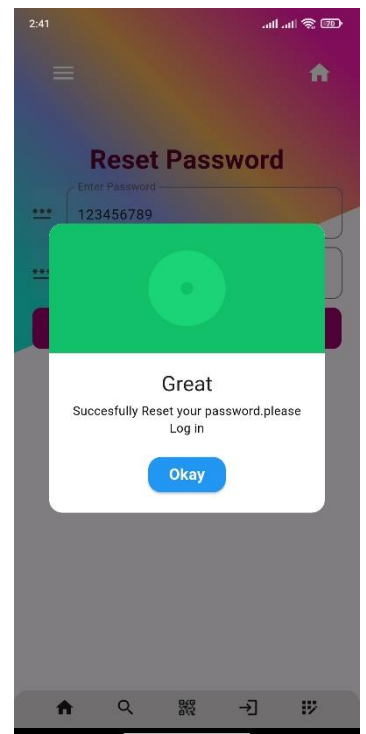 2:41
70
Reset Password
Enter Password
123456789
Great
Succesfully Reset your password.please
Log in
Okay